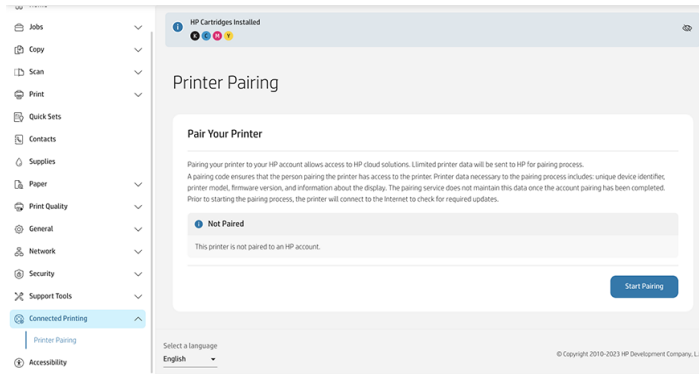 Jobs
Copy
Scan
Print
Quick Sets
Contacts
Supplies
Paper
Print Quality
General
Network
Security
Support Tools
Connected Printing
Printer Pairing
Accessibility
HP Cartridges Installed
K C M Y
Printer Pairing
Pair Your Printer
Pairing your printer to your HP account allows access to HP cloud solutions. Llimited printer data will be sent to HP for pairing process.
A pairing code ensures that the person pairing the printer has access to the printer. Printer data necessary to the pairing process includes: unique device identifier,
printer model, firmware version, and information about the display. The pairing service does not maintain this data once the account pairing has been completed.
Prior to starting the pairing process, the printer will connect to the Internet to check for required updates.
Not Paired
This printer is not paired to an HP account.
Start Pairing
Select a language
English
© Copyright 2010-2023 HP Development Company, L.